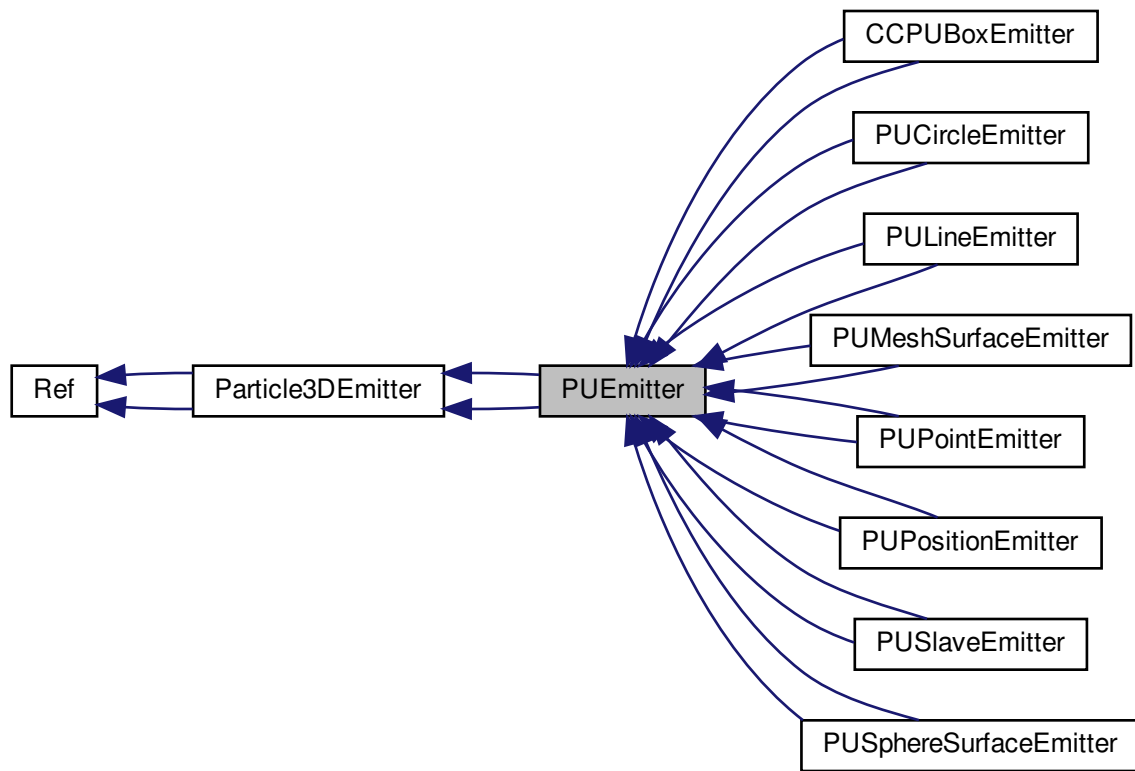 Ref
Particle3DEmitter
PUEmitter
CCPUBoxEmitter
PUCircleEmitter
PULineEmitter
PUMeshSurfaceEmitter
PUPointEmitter
PUPositionEmitter
PUSlaveEmitter
PUSphereSurfaceEmitter